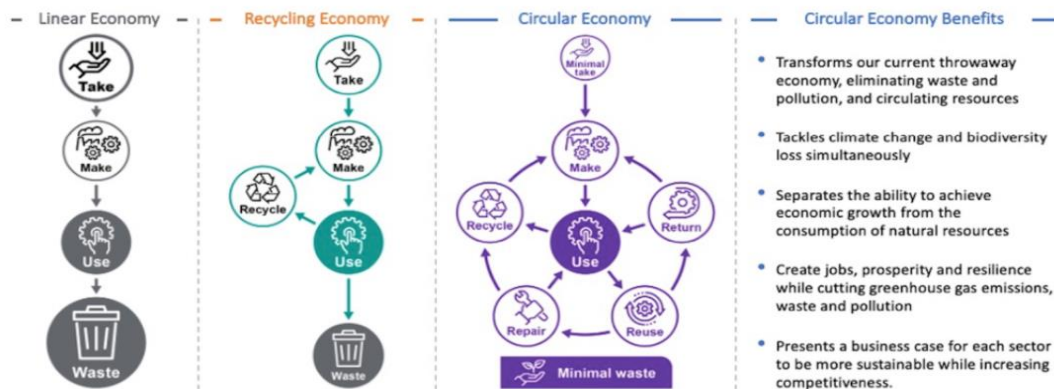 Linear Economy
Take
Make
Use
Waste
Recycling Economy
Take
Make
Recycle
Use
Waste
Circular Economy
Minimal
take
Make
Recycle
Return
Use
Repair
Reuse
Minimal waste
Circular Economy Benefits
• Transforms our current throwaway
economy, eliminating waste and
pollution, and circulating resources
• Tackles climate change and biodiversity
loss simultaneously
• Separates the ability to achieve
economic growth from the
consumption of natural resources
• Create jobs, prosperity and resilience
while cutting greenhouse gas emissions,
waste and pollution
• Presents a business case for each sector
to be more sustainable while increasing
competitiveness.